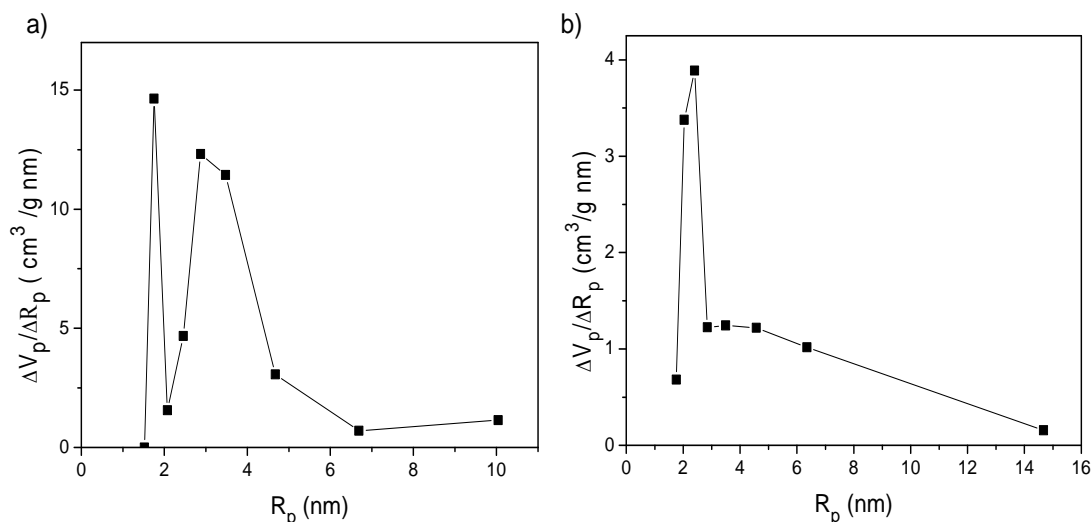 a)
ΔVp/ΔRp ( cm³ /g nm)
15
10
5
0
0 2 4 6 8 10
Rp (nm)
b)
ΔVp/ΔRp (cm³/g nm)
4
3
2
1
0
0 2 4 6 8 10 12 14 16
Rp (nm)